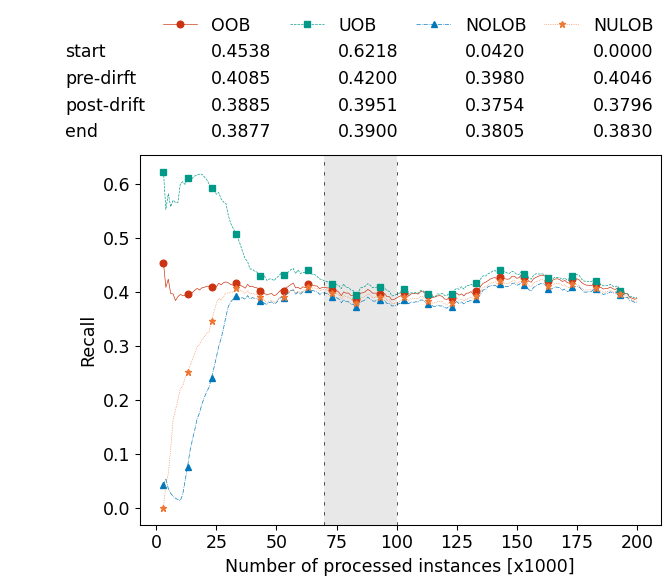 OOB UOB NOLOB NULOB
start 0.4538 0.6218 0.0420 0.0000
pre-dirft 0.4085 0.4200 0.3980 0.4046
post-drift 0.3885 0.3951 0.3754 0.3796
end 0.3877 0.3900 0.3805 0.3830
0.6
0.5
0.4
0.3
0.2
0.1
0.0
Recall
0 25 50 75 100 125 150 175 200
Number of processed instances [x1000]